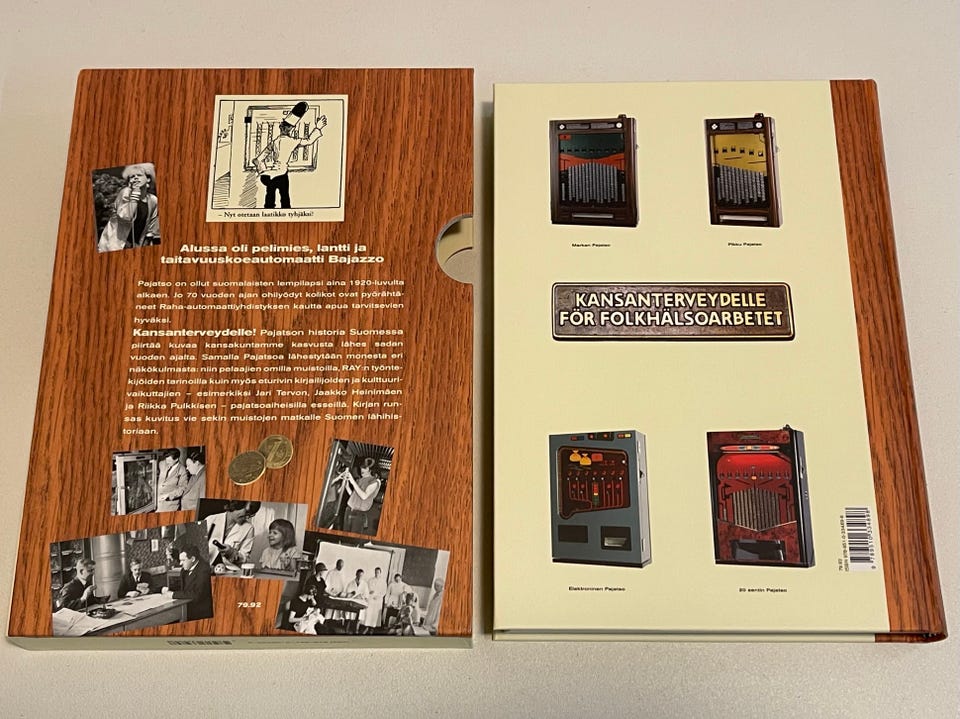 – Nyt otetaan laatikko tyhjäksi!
Alussa oli pelimies, lantti ja
taitavuuskoeautomaatti Bajazzo
Pajatso on ollut suomalaisten lempilapsi aina 1920-luvulta
alkaen. Jo 70 vuoden ajan ohilyödyt kolikot ovat pyörähtä-
neet Raha-automaattiyhdistyksen kautta apua tarvitsevien
hyväksi.
Kansanterveydelle! Pajatson historia Suomessa
piirtää kuvaa kansakuntamme kasvusta lähes sadan
vuoden ajalta. Samalla Pajatsoa lähestytään monesta eri
näkökulmasta: niin pelaajien omilla muistoilla, RAY:n työnte-
kijöiden tarinoilla kuin myös eturivin kirjailijoiden ja kulttuuri-
vaikuttajien – esimerkiksi Jari Tervon, Jaakko Heinimäen
ja Riikka Pulkkisen – pajatsoaiheisilla esseillä. Kirjan run-
sas kuvitus vie sekin muistojen matkalle Suomen lähihis-
toriaan.
79.92
Markan Pajatso
Pikku Pajatso
KANSANTERVEYDELLE
FÖR FOLKHÄLSOARBETET
Elektroninen Pajatso
20 sentin Pajatso
79.92